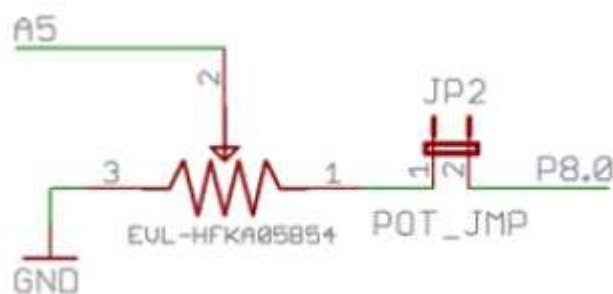 A5
2
JP2
3
1
1
2
P8.0
EVL-HFKA05B54
POT_JMP
GND